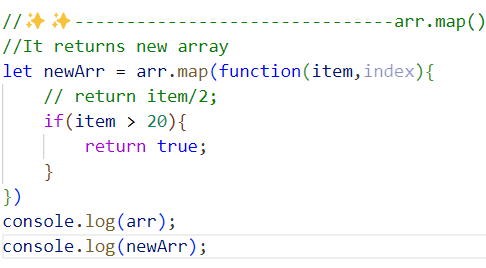 //✨✨-------------------------------arr.map()
//It returns new array
let newArr = arr.map(function(item,index){
    // return item/2;
    if(item > 20){
        return true;
    }
})
console.log(arr);
console.log(newArr);